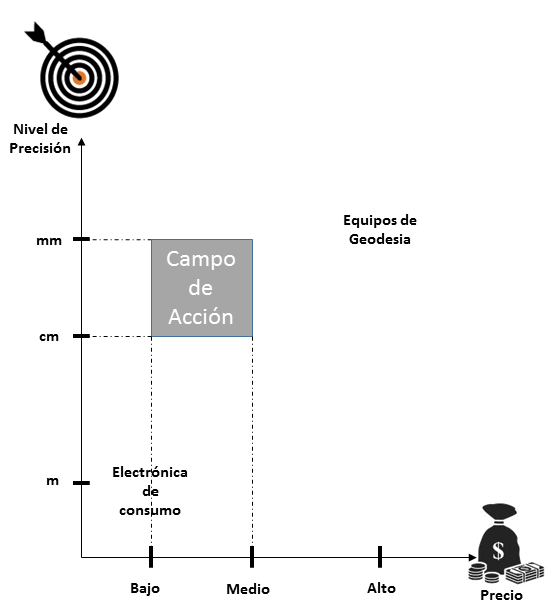 Nivel de
Precisión
mm
Equipos de
Geodesia
Campo
de
Acción
cm
m
Electrónica
de
consumo
$
Bajo
Medio
Alto
Precio